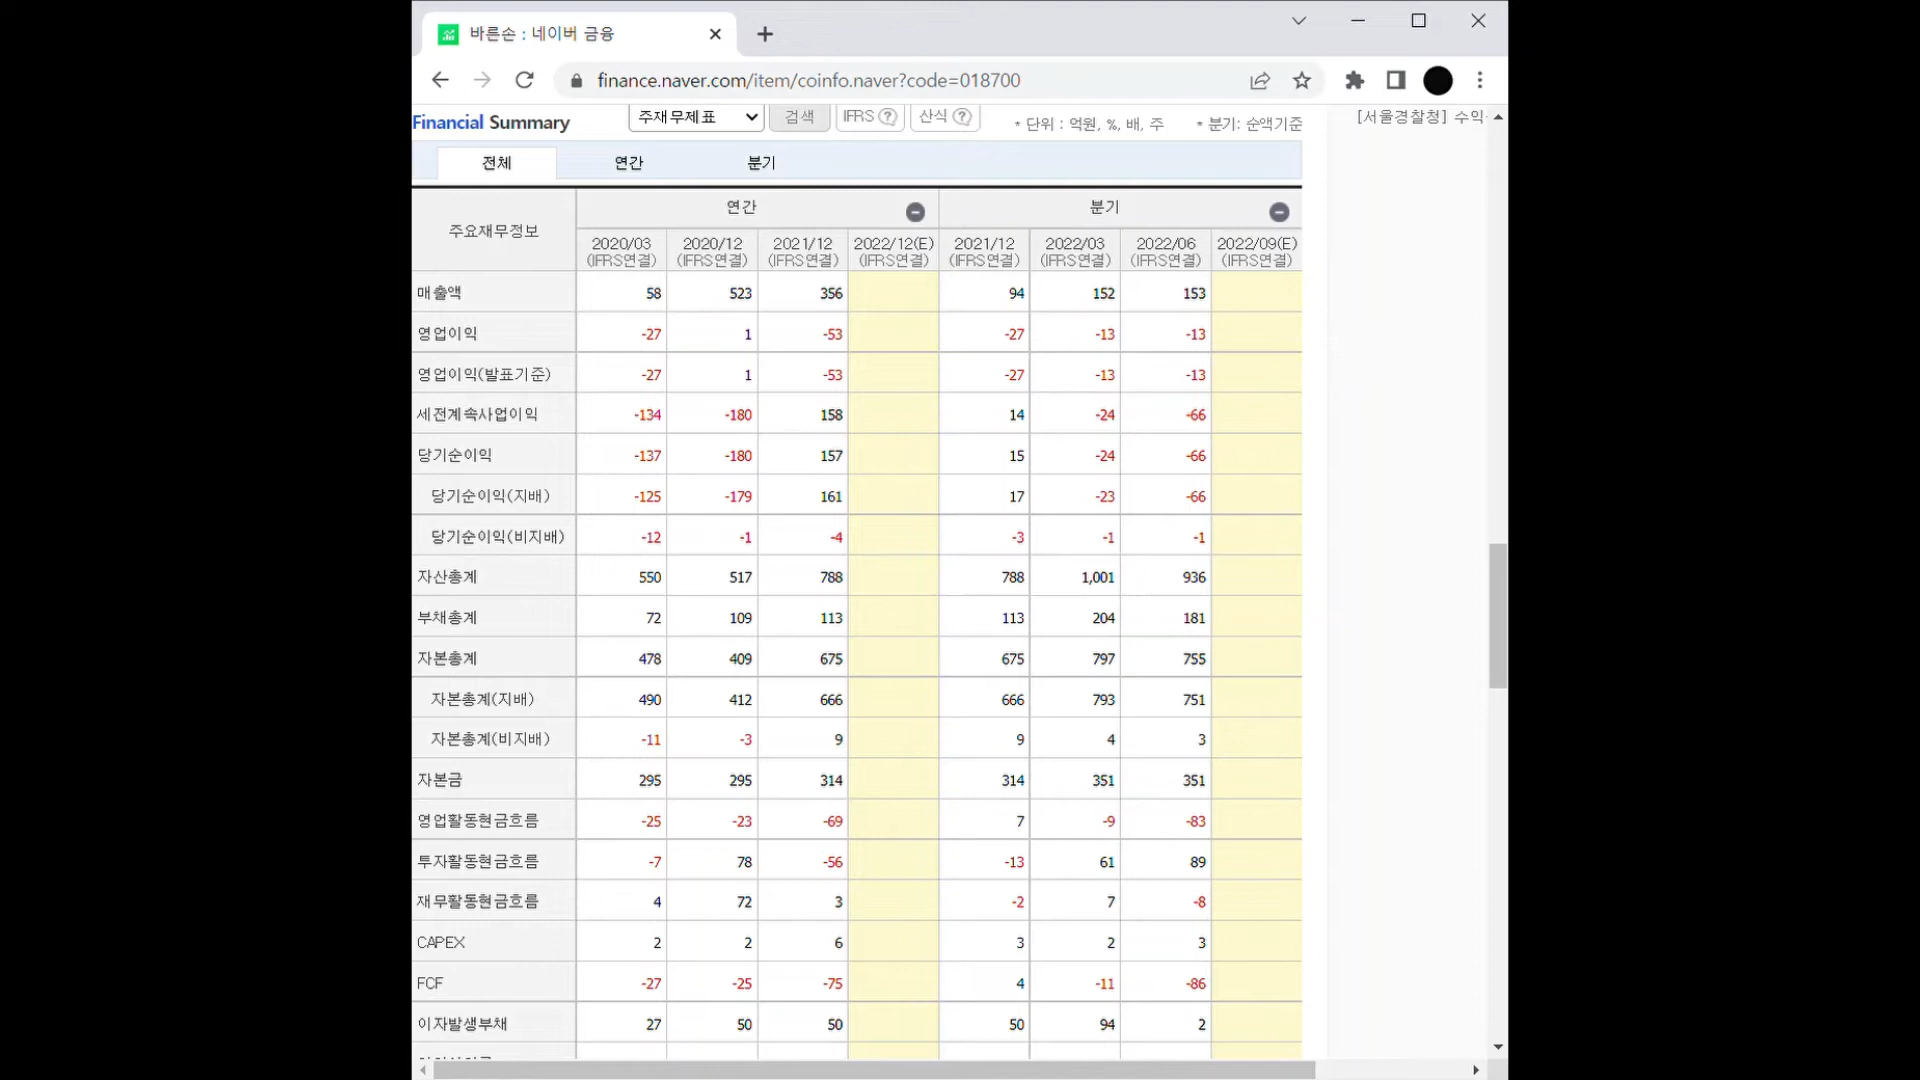 바른손 : 네이버 금융
finance.naver.com/item/coinfo.naver?code=018700
Financial Summary 주재무제표 검색 IFRS ? 산식 ? * 단위 : 억원, %, 배, 주 * 분기: 순액기준 [서울경찰청] 수익
전체 연간 분기
주요재무정보 연간 분기
2020/03 2020/12 2021/12 2022/12(E) 2021/12 2022/03 2022/06 2022/09(E)
(IFRS연결) (IFRS연결) (IFRS연결) (IFRS연결) (IFRS연결) (IFRS연결) (IFRS연결) (IFRS연결)
매출액 58 523 356 94 152 153
영업이익 -27 1 -53 -27 -13 -13
영업이익(발표기준) -27 1 -53 -27 -13 -13
세전계속사업이익 -134 -180 158 14 -24 -66
당기순이익 -137 -180 157 15 -24 -66
당기순이익(지배) -125 -179 161 17 -23 -66
당기순이익(비지배) -12 -1 -4 -3 -1 -1
자산총계 550 517 788 788 1,001 936
부채총계 72 109 113 113 204 181
자본총계 478 409 675 675 797 755
자본총계(지배) 490 412 666 666 793 751
자본총계(비지배) -11 -3 9 9 4 3
자본금 295 295 314 314 351 351
영업활동현금흐름 -25 -23 -69 7 -9 -83
투자활동현금흐름 -7 78 -56 -13 61 89
재무활동현금흐름 4 72 3 -2 7 -8
CAPEX 2 2 6 3 2 3
FCF -27 -25 -75 4 -11 -86
이자발생부채 27 50 50 50 94 2